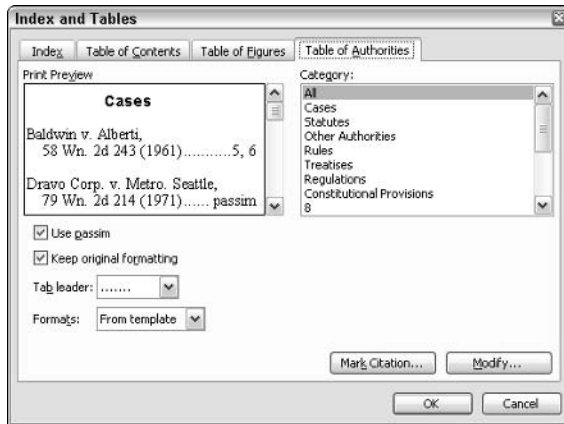 Index and Tables
Index
Table of Contents
Table of Figures
Table of Authorities
Print Preview
Cases
Baldwin v. Alberti,
58 Wn. 2d 243 (1961)...........5, 6
Dravo Corp. v. Metro. Seattle,
79 Wn. 2d 214 (1971)...... passim
Category:
All
Cases
Statutes
Other Authorities
Rules
Treatises
Regulations
Constitutional Provisions
8
Use passim
Keep original formatting
Tab leader: .......
Formats: From template
Mark Citation...
Modify...
OK
Cancel